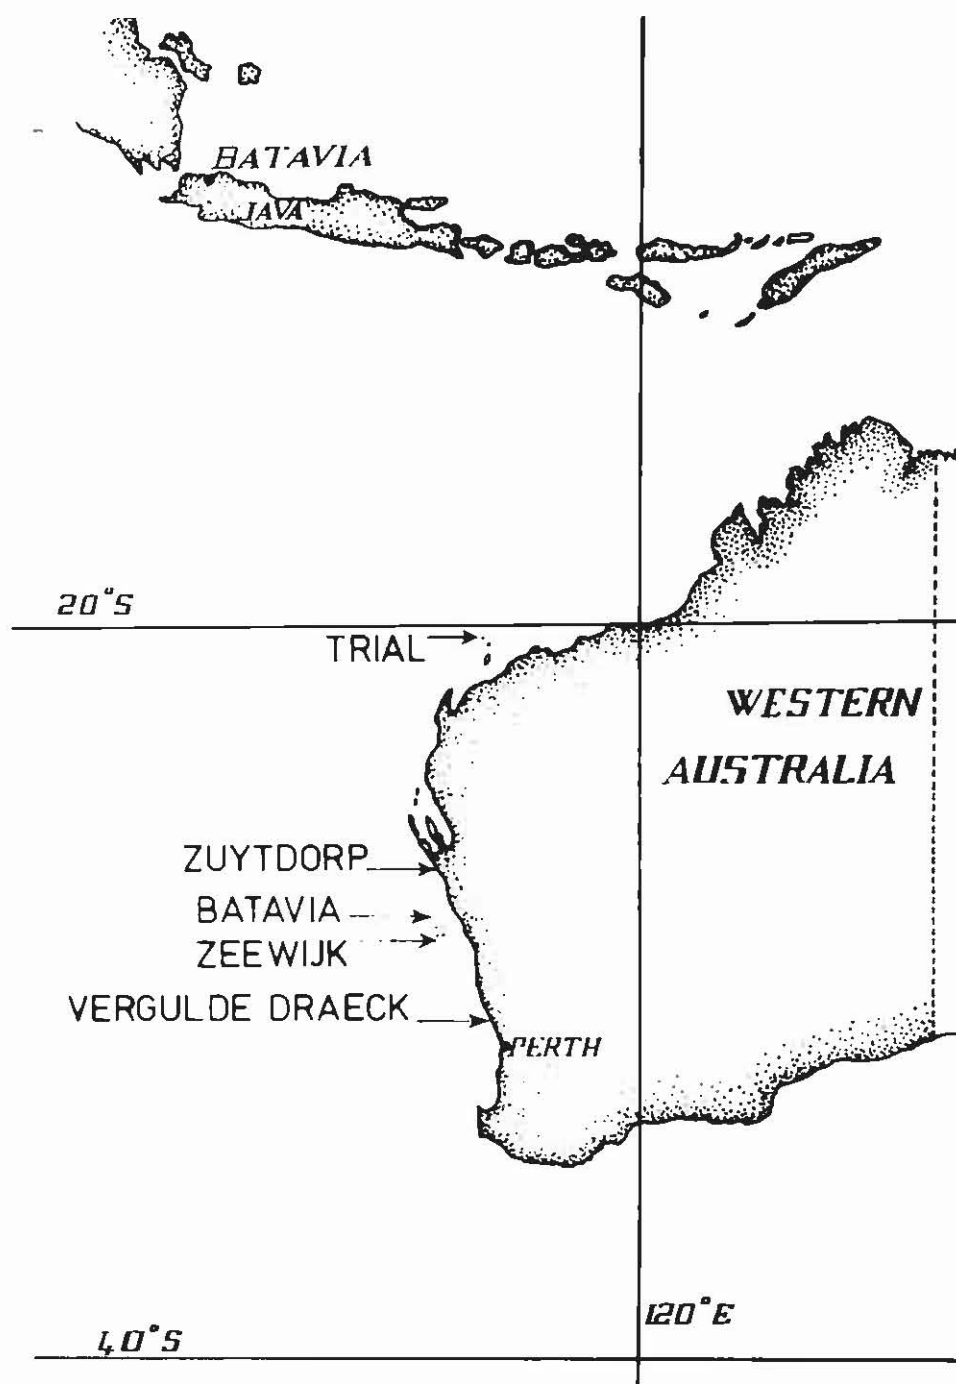 BATAVIA
JAVA
20°S
TRIAL
WESTERN
AUSTRALIA
ZUYTDORP
BATAVIA
ZEEWIJK
VERGULDE DRAECK
PERTH
120°E
40°S